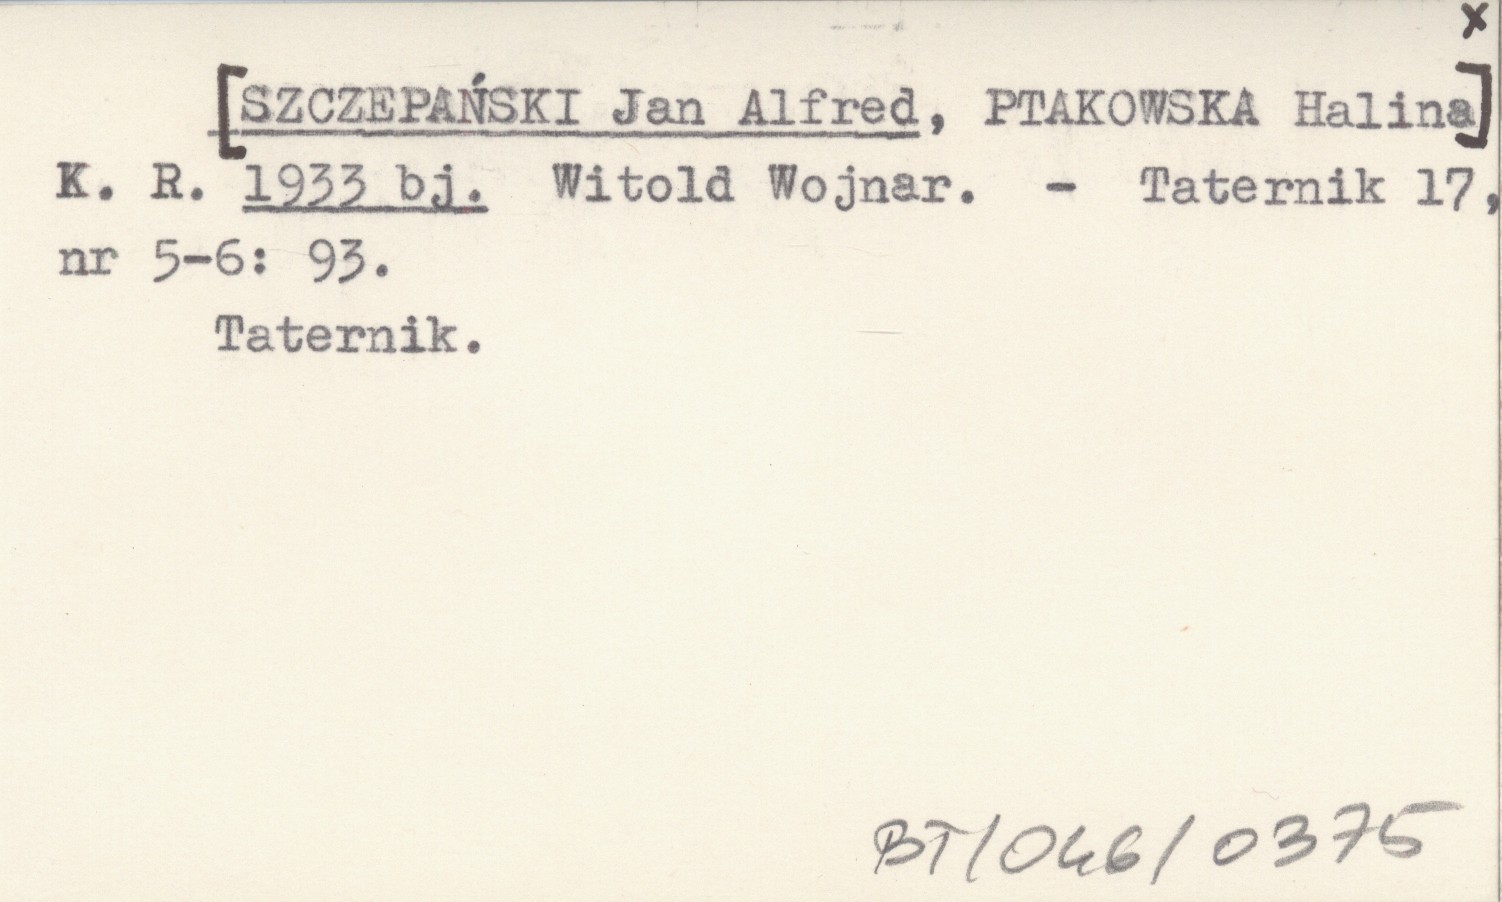 x
[SZCZEPAŃSKI Jan Alfred, PTAKOWSKA Halina]
K. R. 1933 bj. Witold Wojnar. - Taternik 17,
nr 5-6: 93.
Taternik.
BT/046/0375